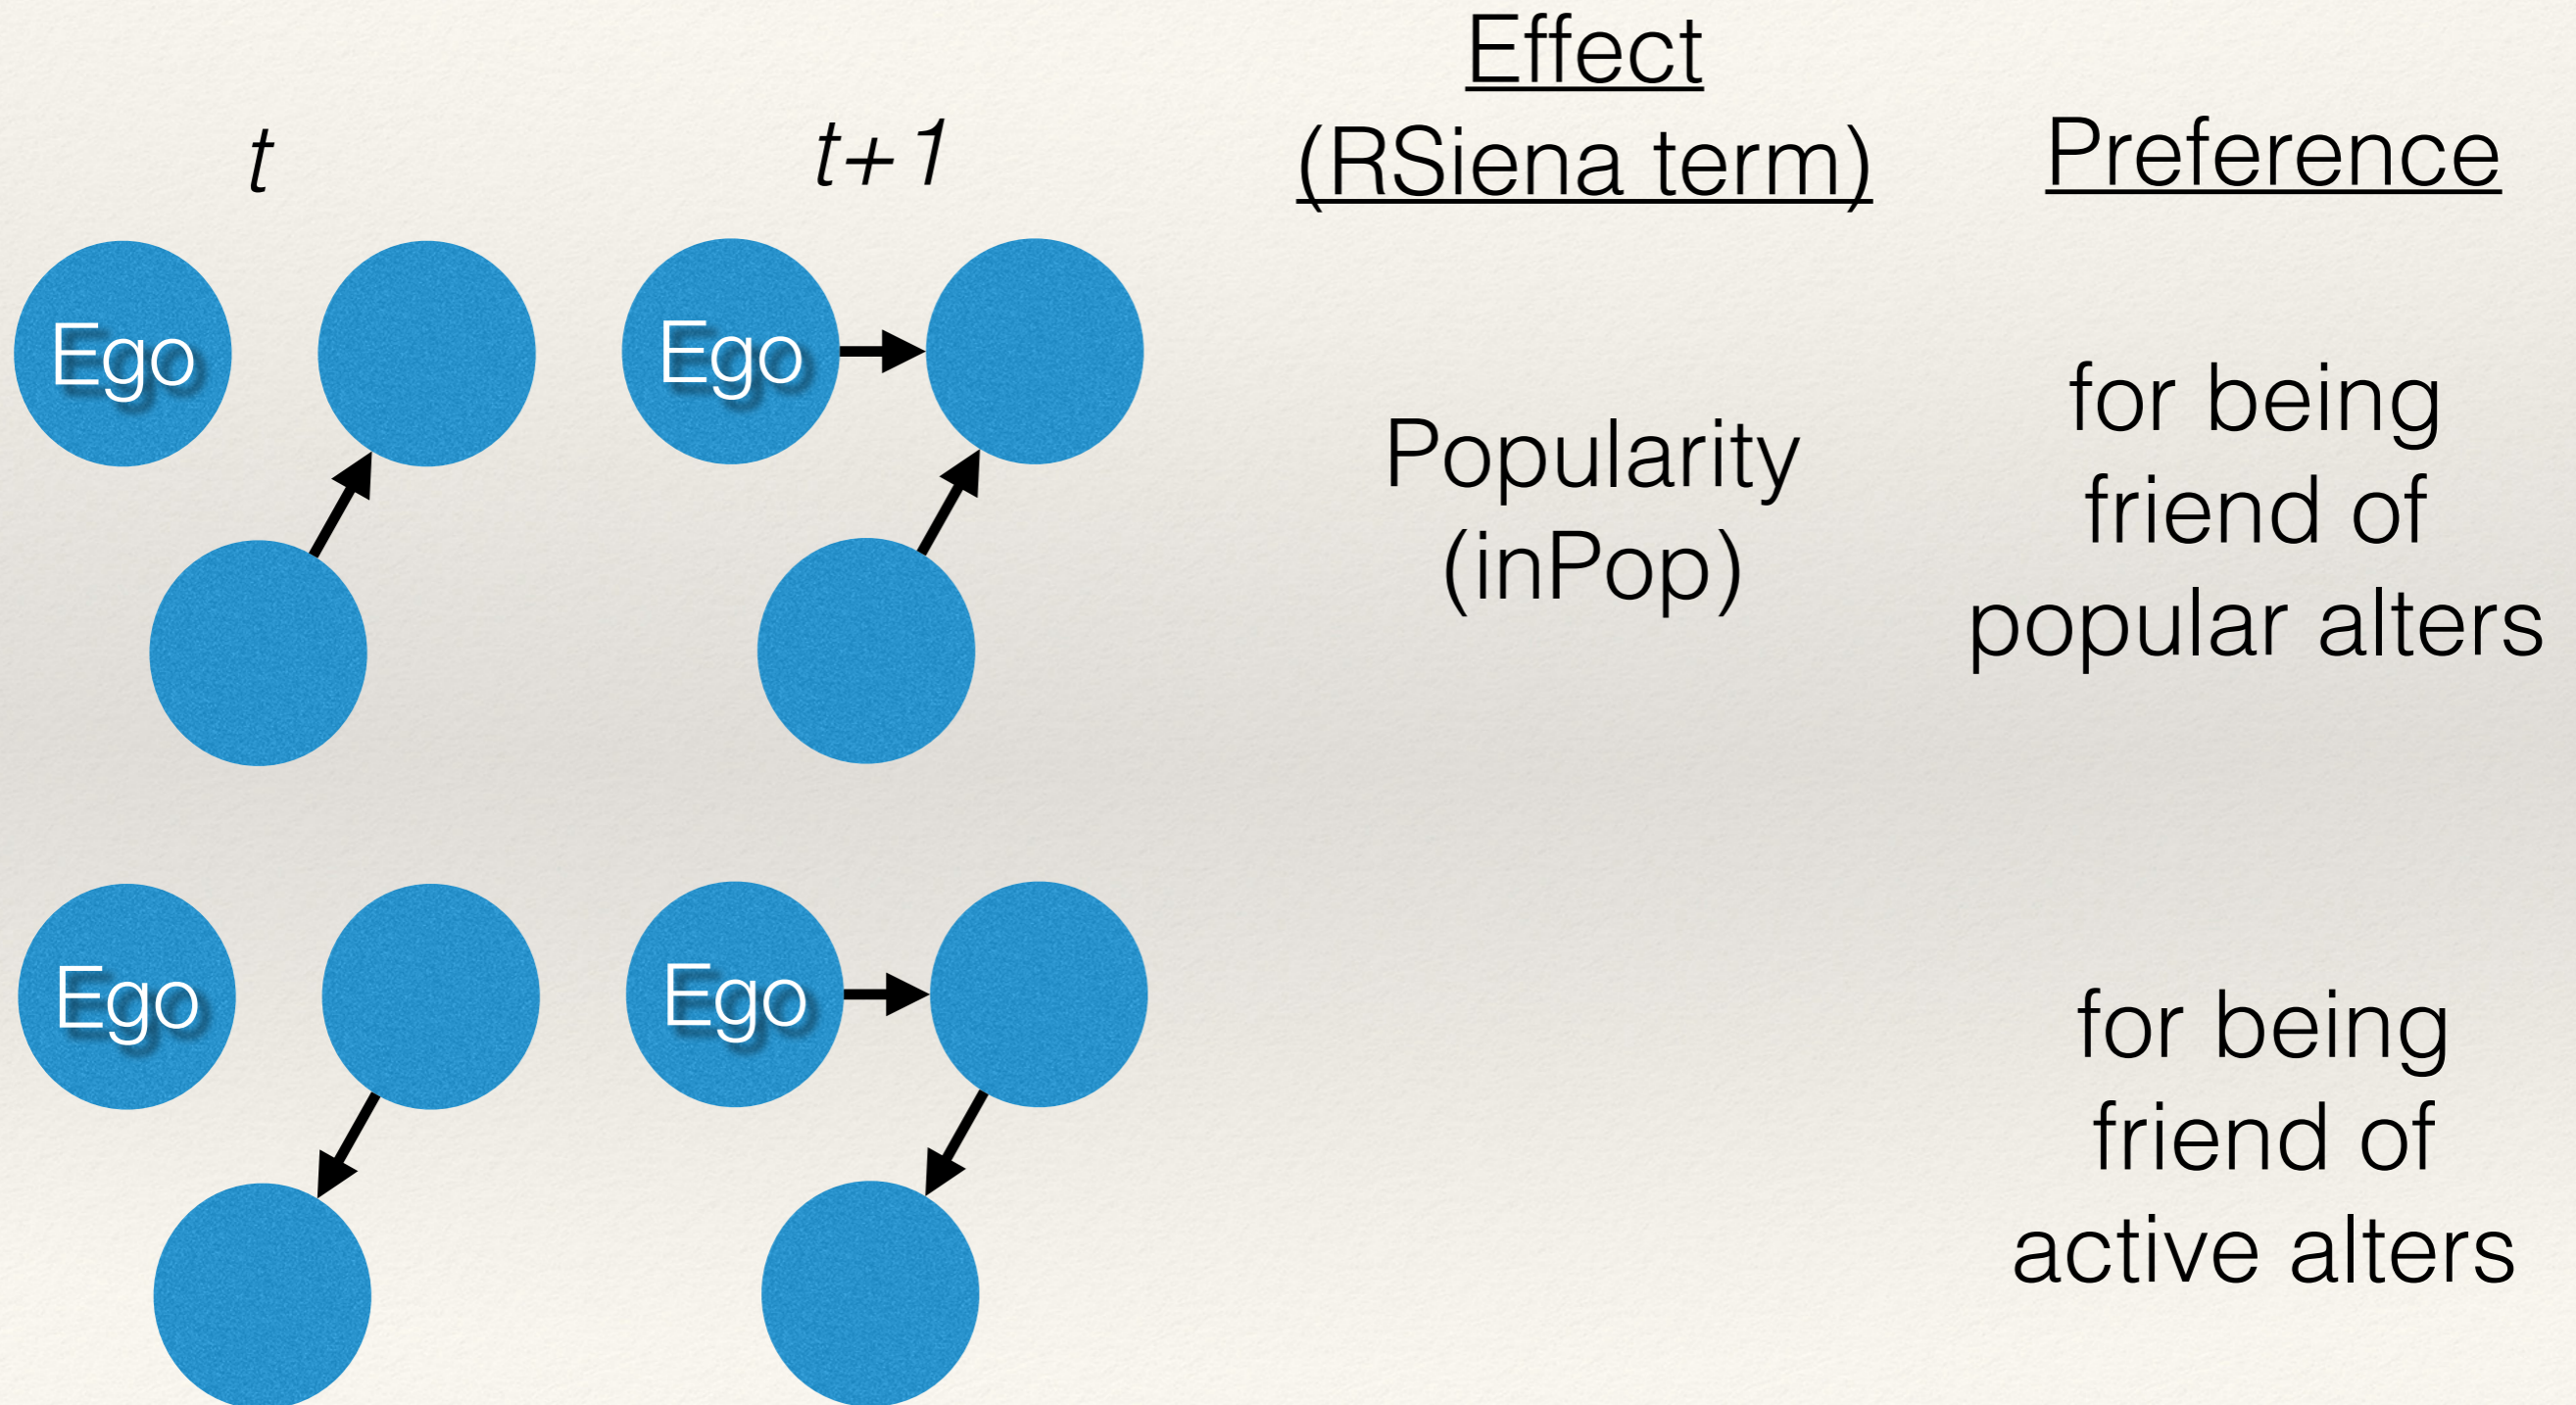 t
t+1
Effect
(RSiena term)
Preference
Ego
Ego
Popularity
(inPop)
for being
friend of
popular alters
Ego
Ego
for being
friend of
active alters